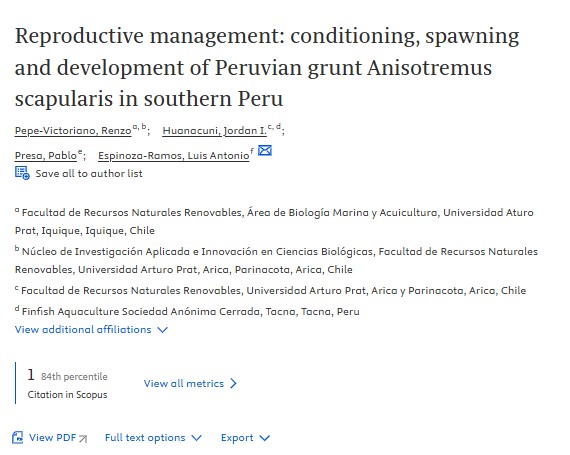 Reproductive management: conditioning, spawning
and development of Peruvian grunt Anisotremus
scapularis in southern Peru
Pepe-Victoriano, Renzo a, b; Huanacuni, Jordan I. c, d;
Presa, Pablo e; Espinoza-Ramos, Luis Antonio f
Save all to author list
a Facultad de Recursos Naturales Renovables, Área de Biología Marina y Acuicultura, Universidad Aturo
Prat, Iquique, Iquique, Chile
b Núcleo de Investigación Aplicada e Innovación en Ciencias Biológicas, Facultad de Recursos Naturales
Renovables, Universidad Arturo Prat, Arica, Parinacota, Arica, Chile
c Facultad de Recursos Naturales Renovables, Universidad Arturo Prat, Arica y Parinacota, Arica, Chile
d Finfish Aquaculture Sociedad Anónima Cerrada, Tacna, Tacna, Peru
View additional affiliations
1 84th percentile
Citation in Scopus
View all metrics
View PDF Full text options Export